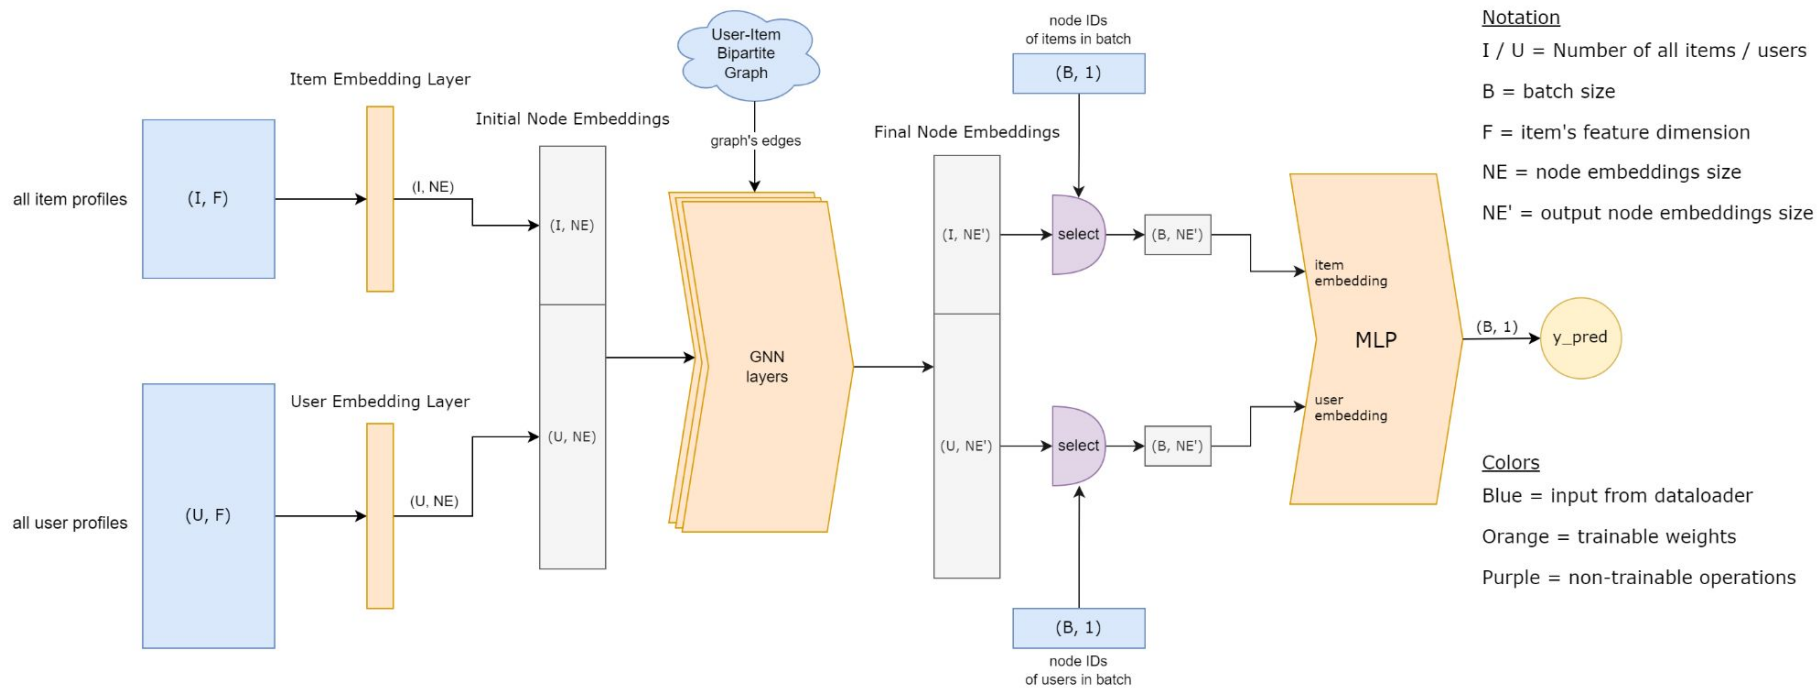 node IDs
of items in batch
(B, 1)
User-Item
Bipartite
Graph
graph's edges
Item Embedding Layer
Initial Node Embeddings
Final Node Embeddings
all item profiles
(I, F)
(I, NE)
(I, NE)
(I, NE')
select
(B, NE')
item
embedding
GNN
layers
MLP
(B, 1)
y_pred
User Embedding Layer
all user profiles
(U, F)
(U, NE)
(U, NE)
(U, NE')
select
(B, NE')
user
embedding
(B, 1)
node IDs
of users in batch
Notation
I / U = Number of all items / users
B = batch size
F = item's feature dimension
NE = node embeddings size
NE' = output node embeddings size
Colors
Blue = input from dataloader
Orange = trainable weights
Purple = non-trainable operations